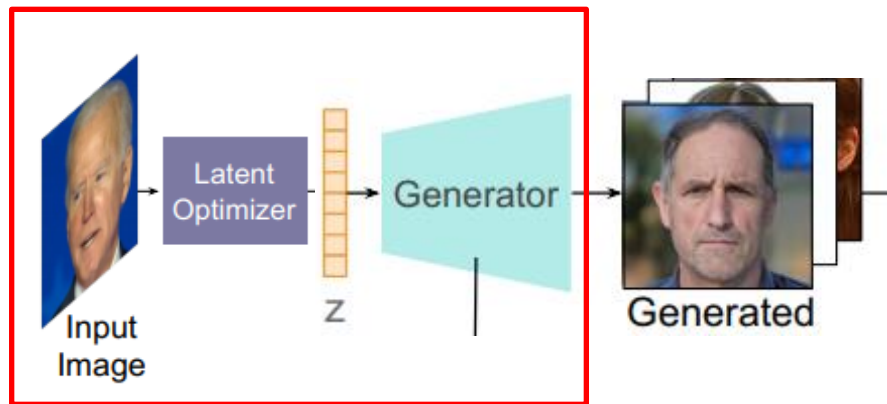 Input
Image
Latent
Optimizer
z
Generator
Generated